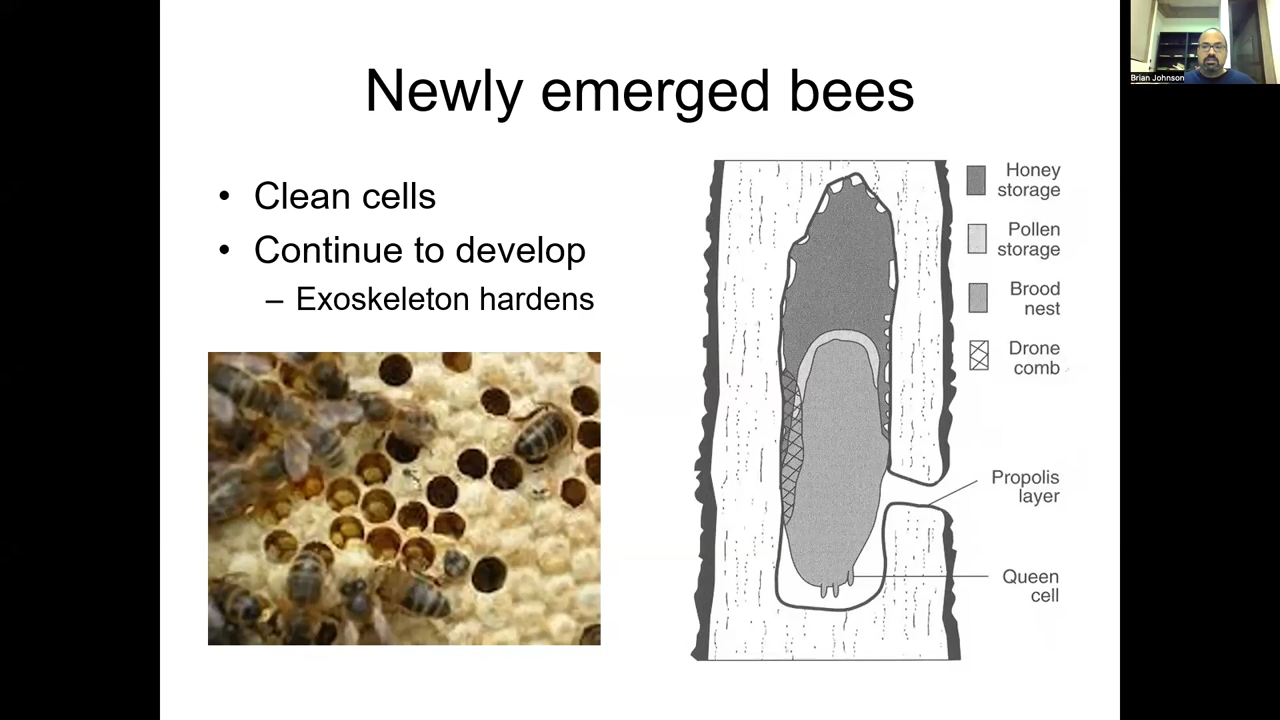 Newly emerged bees
• Clean cells
• Continue to develop
– Exoskeleton hardens
Honey
storage
Pollen
storage
Brood
nest
Drone
comb
Propolis
layer
Queen
cell
Brian Johnson